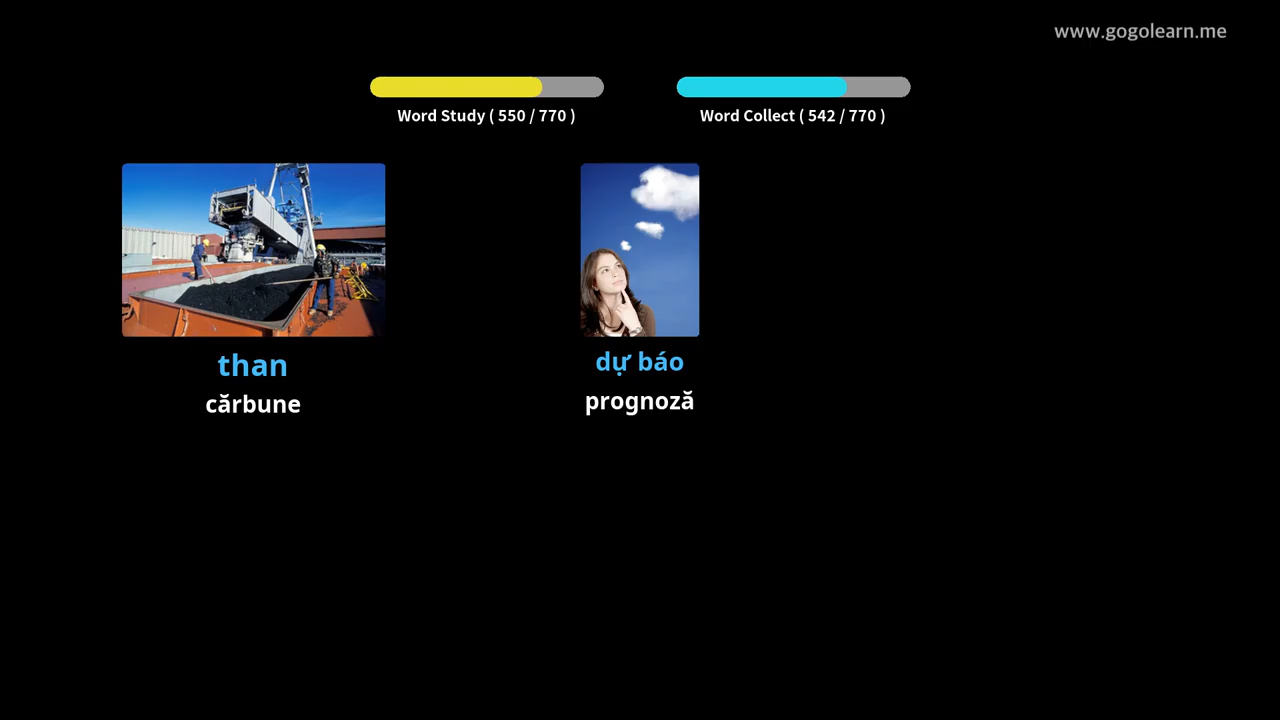 www.gogolearn.me
Word Study ( 550 / 770 )
Word Collect ( 542 / 770 )
than
cărbune
dự báo
prognoză